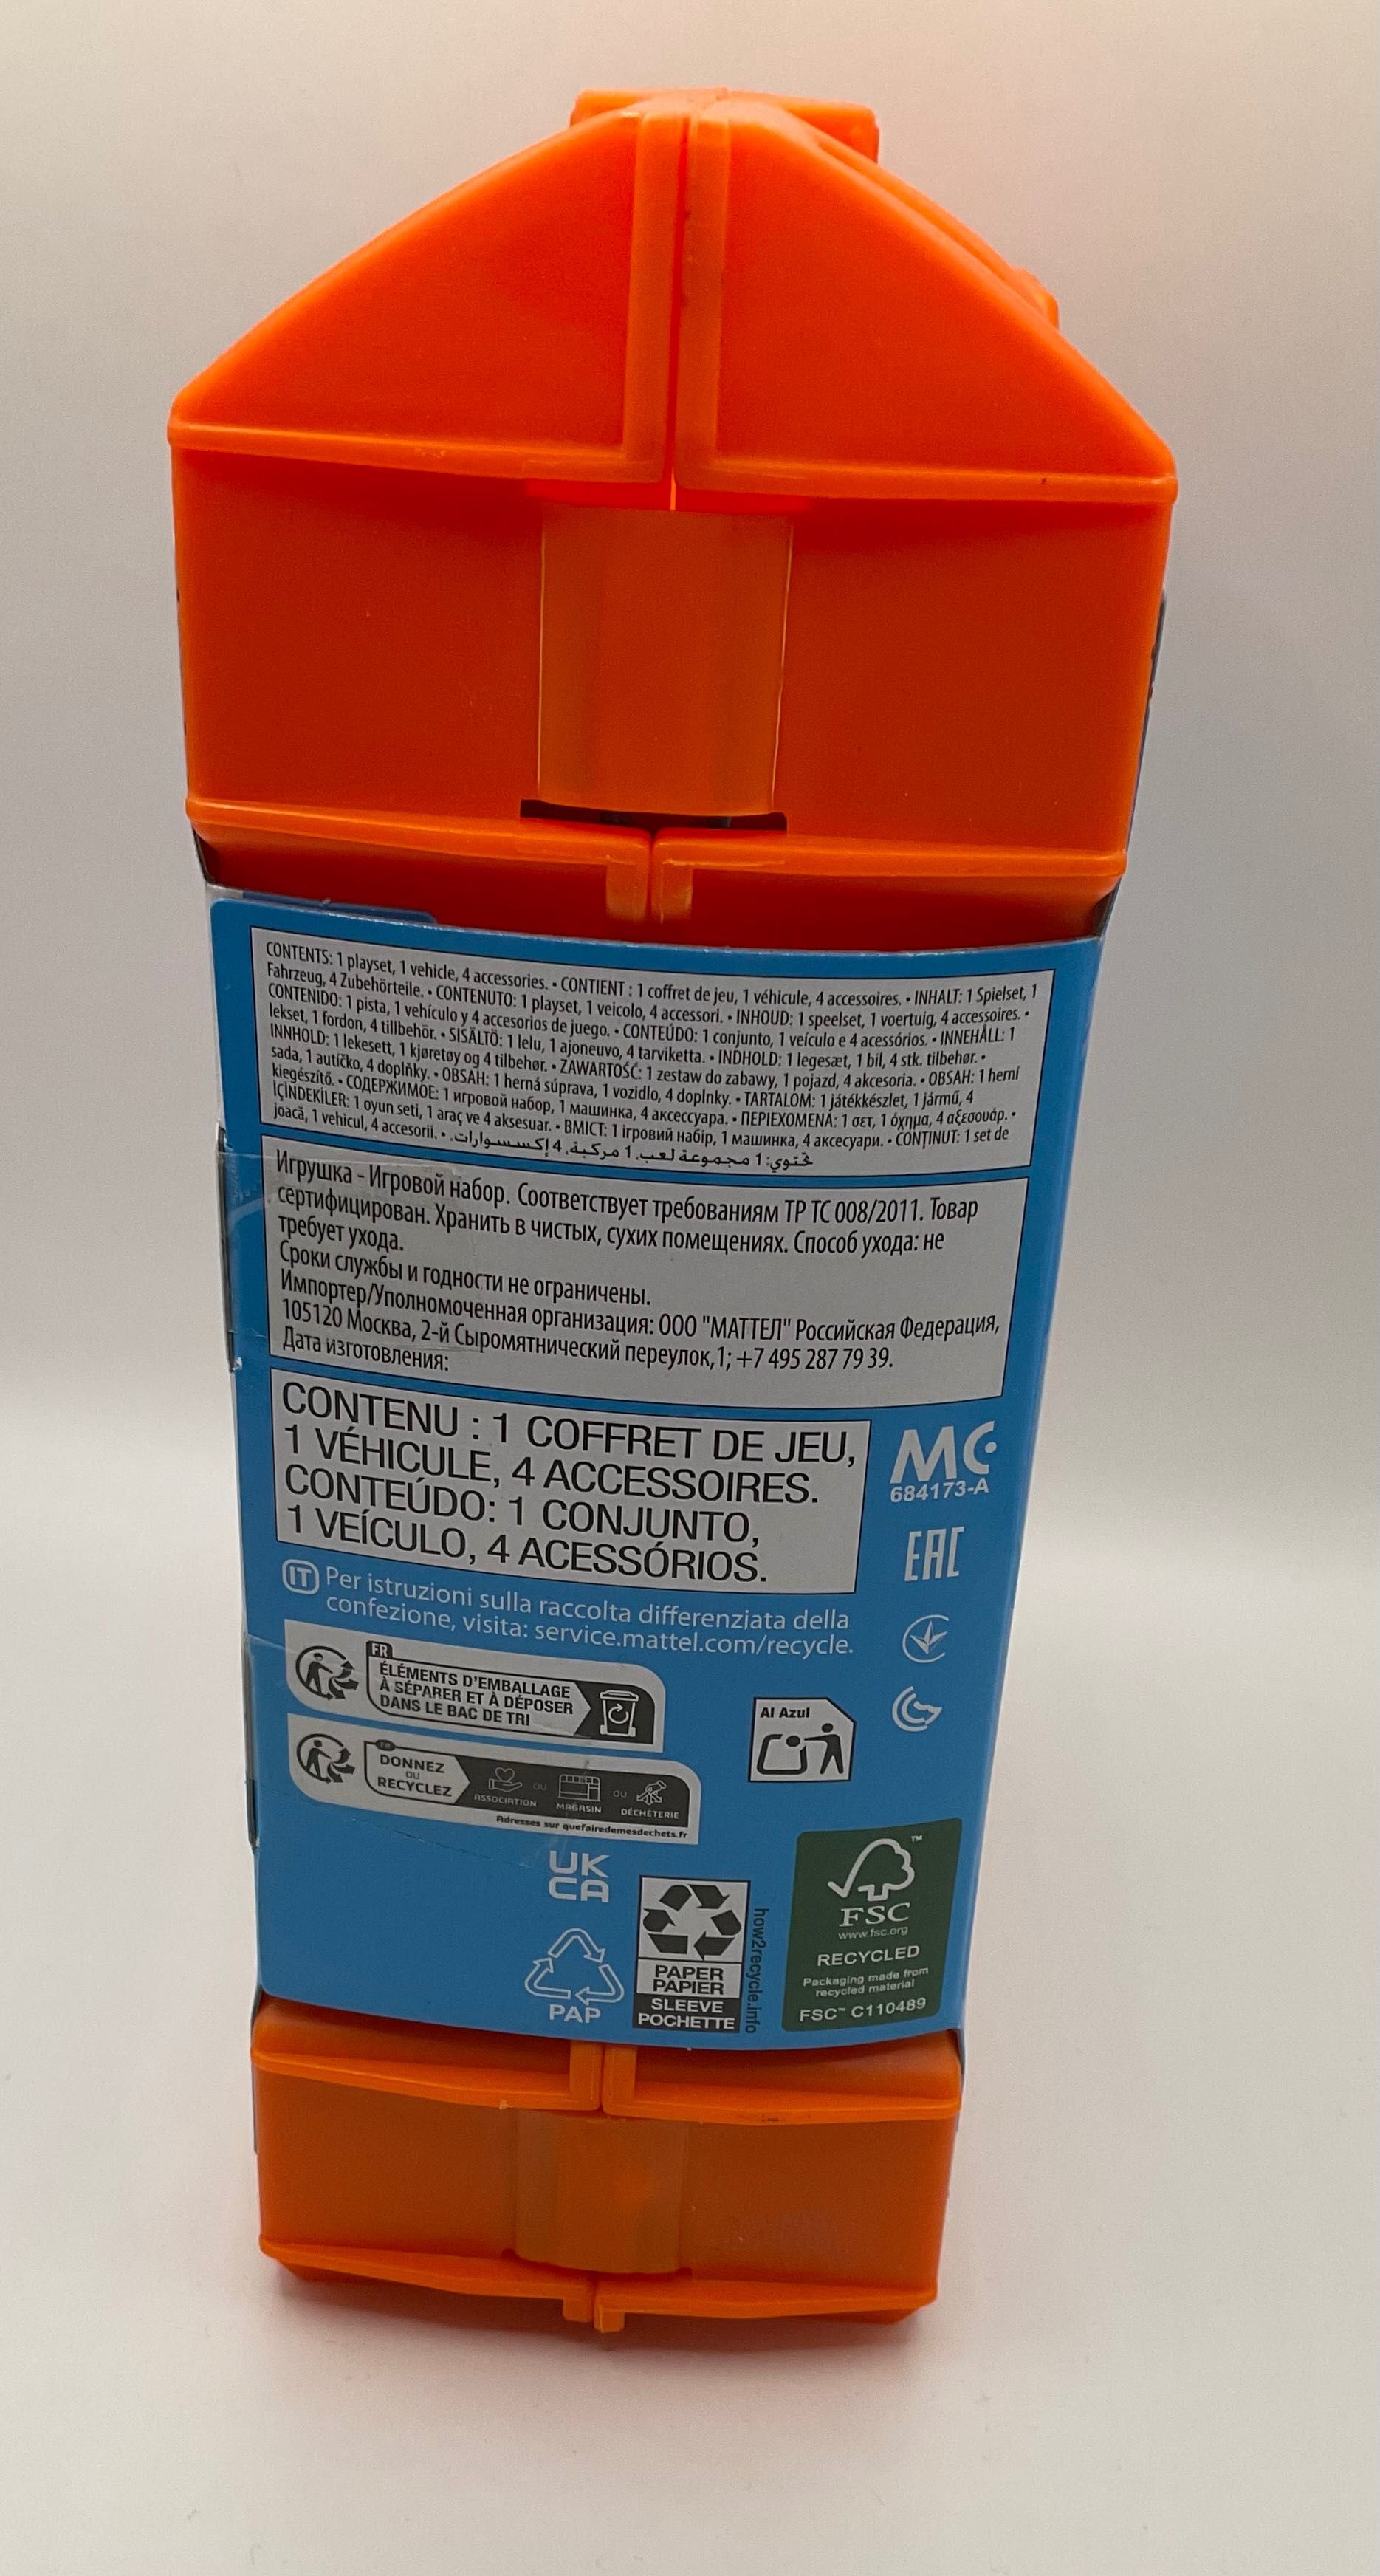 CONTENTS: 1 playset, 1 vehicle, 4 accessories. • CONTIENT : 1 coffret de jeu, 1 véhicule, 4 accessoires. • INHALT: 1 Spielset, 1
Fahrzeug, 4 Zubehörteile. • CONTENUTO: 1 playset, 1 veicolo, 4 accessori. • INHOUD: 1 speelset, 1 voertuig, 4 accessoires. •
CONTENIDO: 1 pista, 1 vehículo y 4 accesorios de juego. • CONTEÚDO: 1 conjunto, 1 veículo e 4 acessórios. • INNEHÅLL: 1
lekset, 1 fordon, 4 tillbehör. • SISÄLTÖ: 1 lelu, 1 ajoneuvo, 4 tarviketta. • INDHOLD: 1 legesæt, 1 bil, 4 stk. tilbehør. •
INNHOLD: 1 lekesett, 1 kjøretøy og 4 tilbehør. • ZAWARTOŚĆ: 1 zestaw do zabawy, 1 pojazd, 4 akcesoria. • OBSAH: 1 herní
sada, 1 autíčko, 4 doplňky. • OBSAH: 1 herná súprava, 1 vozidlo, 4 doplnky. • TARTALOM: 1 játékkészlet, 1 jármű, 4
kiegészítő. • СОДЕРЖИМОЕ: 1 игровой набор, 1 машинка, 4 аксессуара. • ΠΕΡΙΕΧΟΜΕΝΑ: 1 σετ, 1 όχημα, 4 αξεσουάρ. •
İÇİNDEKİLER: 1 oyun seti, 1 araç ve 4 aksesuar. • ВМІСТ: 1 ігровий набір, 1 машинка, 4 аксесуари. • CONȚINUT: 1 set de
joacă, 1 vehicul, 4 accesorii. • تحتوي: 1 مجموعة لعب، 1 مركبة، 4 إكسسوارات.
Игрушка - Игровой набор. Соответствует требованиям ТР ТС 008/2011. Товар
сертифицирован. Хранить в чистых, сухих помещениях. Способ ухода: не
требует ухода.
Сроки службы и годности не ограничены.
Импортер/Уполномоченная организация: ООО "МАТТЕЛ" Российская Федерация,
105120 Москва, 2-й Сыромятнический переулок,1; +7 495 287 79 39.
Дата изготовления:
CONTENU : 1 COFFRET DE JEU,
1 VÉHICULE, 4 ACCESSOIRES.
CONTEÚDO: 1 CONJUNTO,
1 VEÍCULO, 4 ACESSÓRIOS.
MC
684173-A
EAC
IT Per istruzioni sulla raccolta differenziata della
confezione, visita: service.mattel.com/recycle.
FR
ÉLÉMENTS D'EMBALLAGE
À SÉPARER ET À DÉPOSER
DANS LE BAC DE TRI
Al Azul
FR
DONNEZ
OU
RECYCLEZ
ASSOCIATION OU MAGASIN OU DÉCHÈTERIE
Adresses sur quefairedemesdechets.fr
UK
CA
PAP
PAPER
PAPIER
SLEEVE
POCHETTE
how2recycle.info
™
FSC
www.fsc.org
RECYCLED
Packaging made from
recycled material
FSC™ C110489